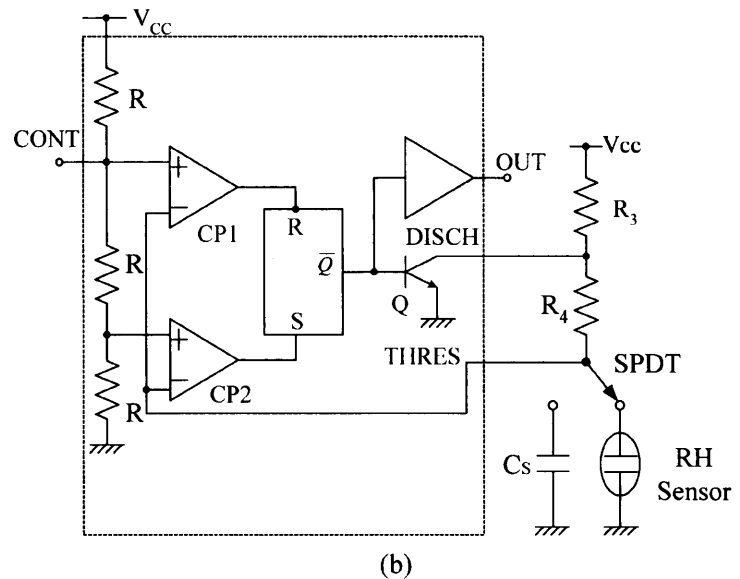 V_CC
R
CONT
+
−
CP1
R
Q̅
S
OUT
DISCH
Q
Vcc
R_3
R_4
R
+
−
CP2
R
THRES
SPDT
Cs
RH
Sensor
(b)